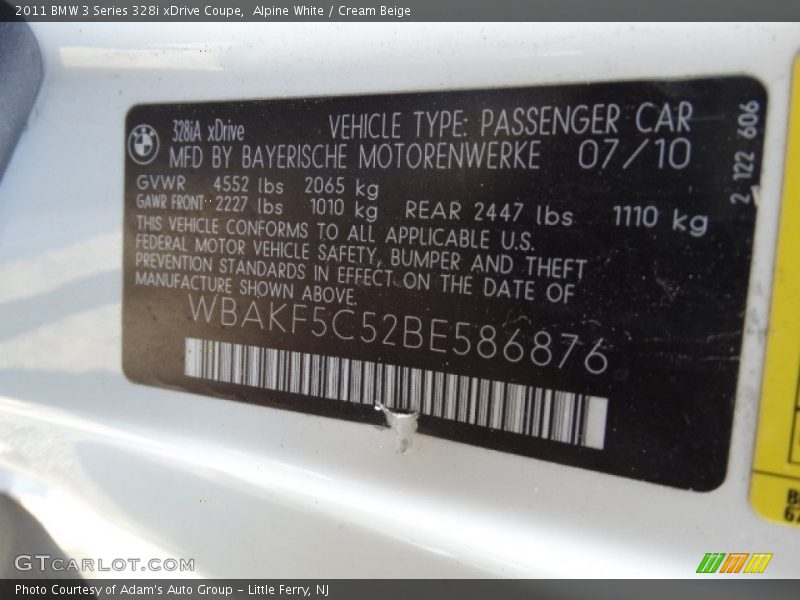 2011 BMW 3 Series 328i xDrive Coupe,  Alpine White / Cream Beige
328iA xDrive VEHICLE TYPE: PASSENGER CAR
MFD BY BAYERISCHE MOTORENWERKE 07/10
GVWR 4552 lbs 2065 kg
GAWR FRONT 2227 lbs 1010 kg REAR 2447 lbs 1110 kg
THIS VEHICLE CONFORMS TO ALL APPLICABLE U.S.
FEDERAL MOTOR VEHICLE SAFETY, BUMPER AND THEFT
PREVENTION STANDARDS IN EFFECT ON THE DATE OF
MANUFACTURE SHOWN ABOVE.
WBAKF5C52BE586876
2 122 606
GTCARLOT.COM
Photo Courtesy of Adam's Auto Group - Little Ferry, NJ